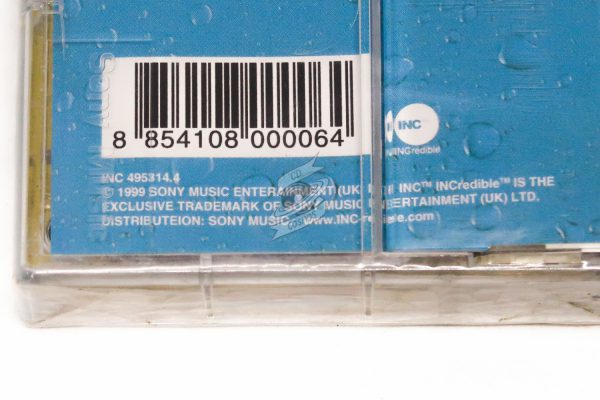 8 854108 000064
INC
INCredible
INC 495314.4
© 1999 SONY MUSIC ENTERTAINMENT (UK) INC™ INCredible™ IS THE
EXCLUSIVE TRADEMARK OF SONY MUSIC ENTERTAINMENT (UK) LTD.
DISTRIBUTEION: SONY MUSIC. www.INC-redible.com
CD